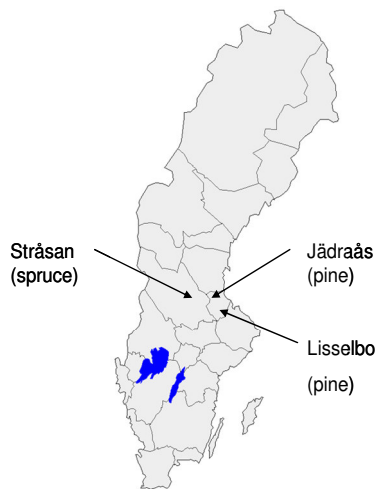 Stråsan
(spruce)
Jädraås
(pine)
Lisselbo
(pine)